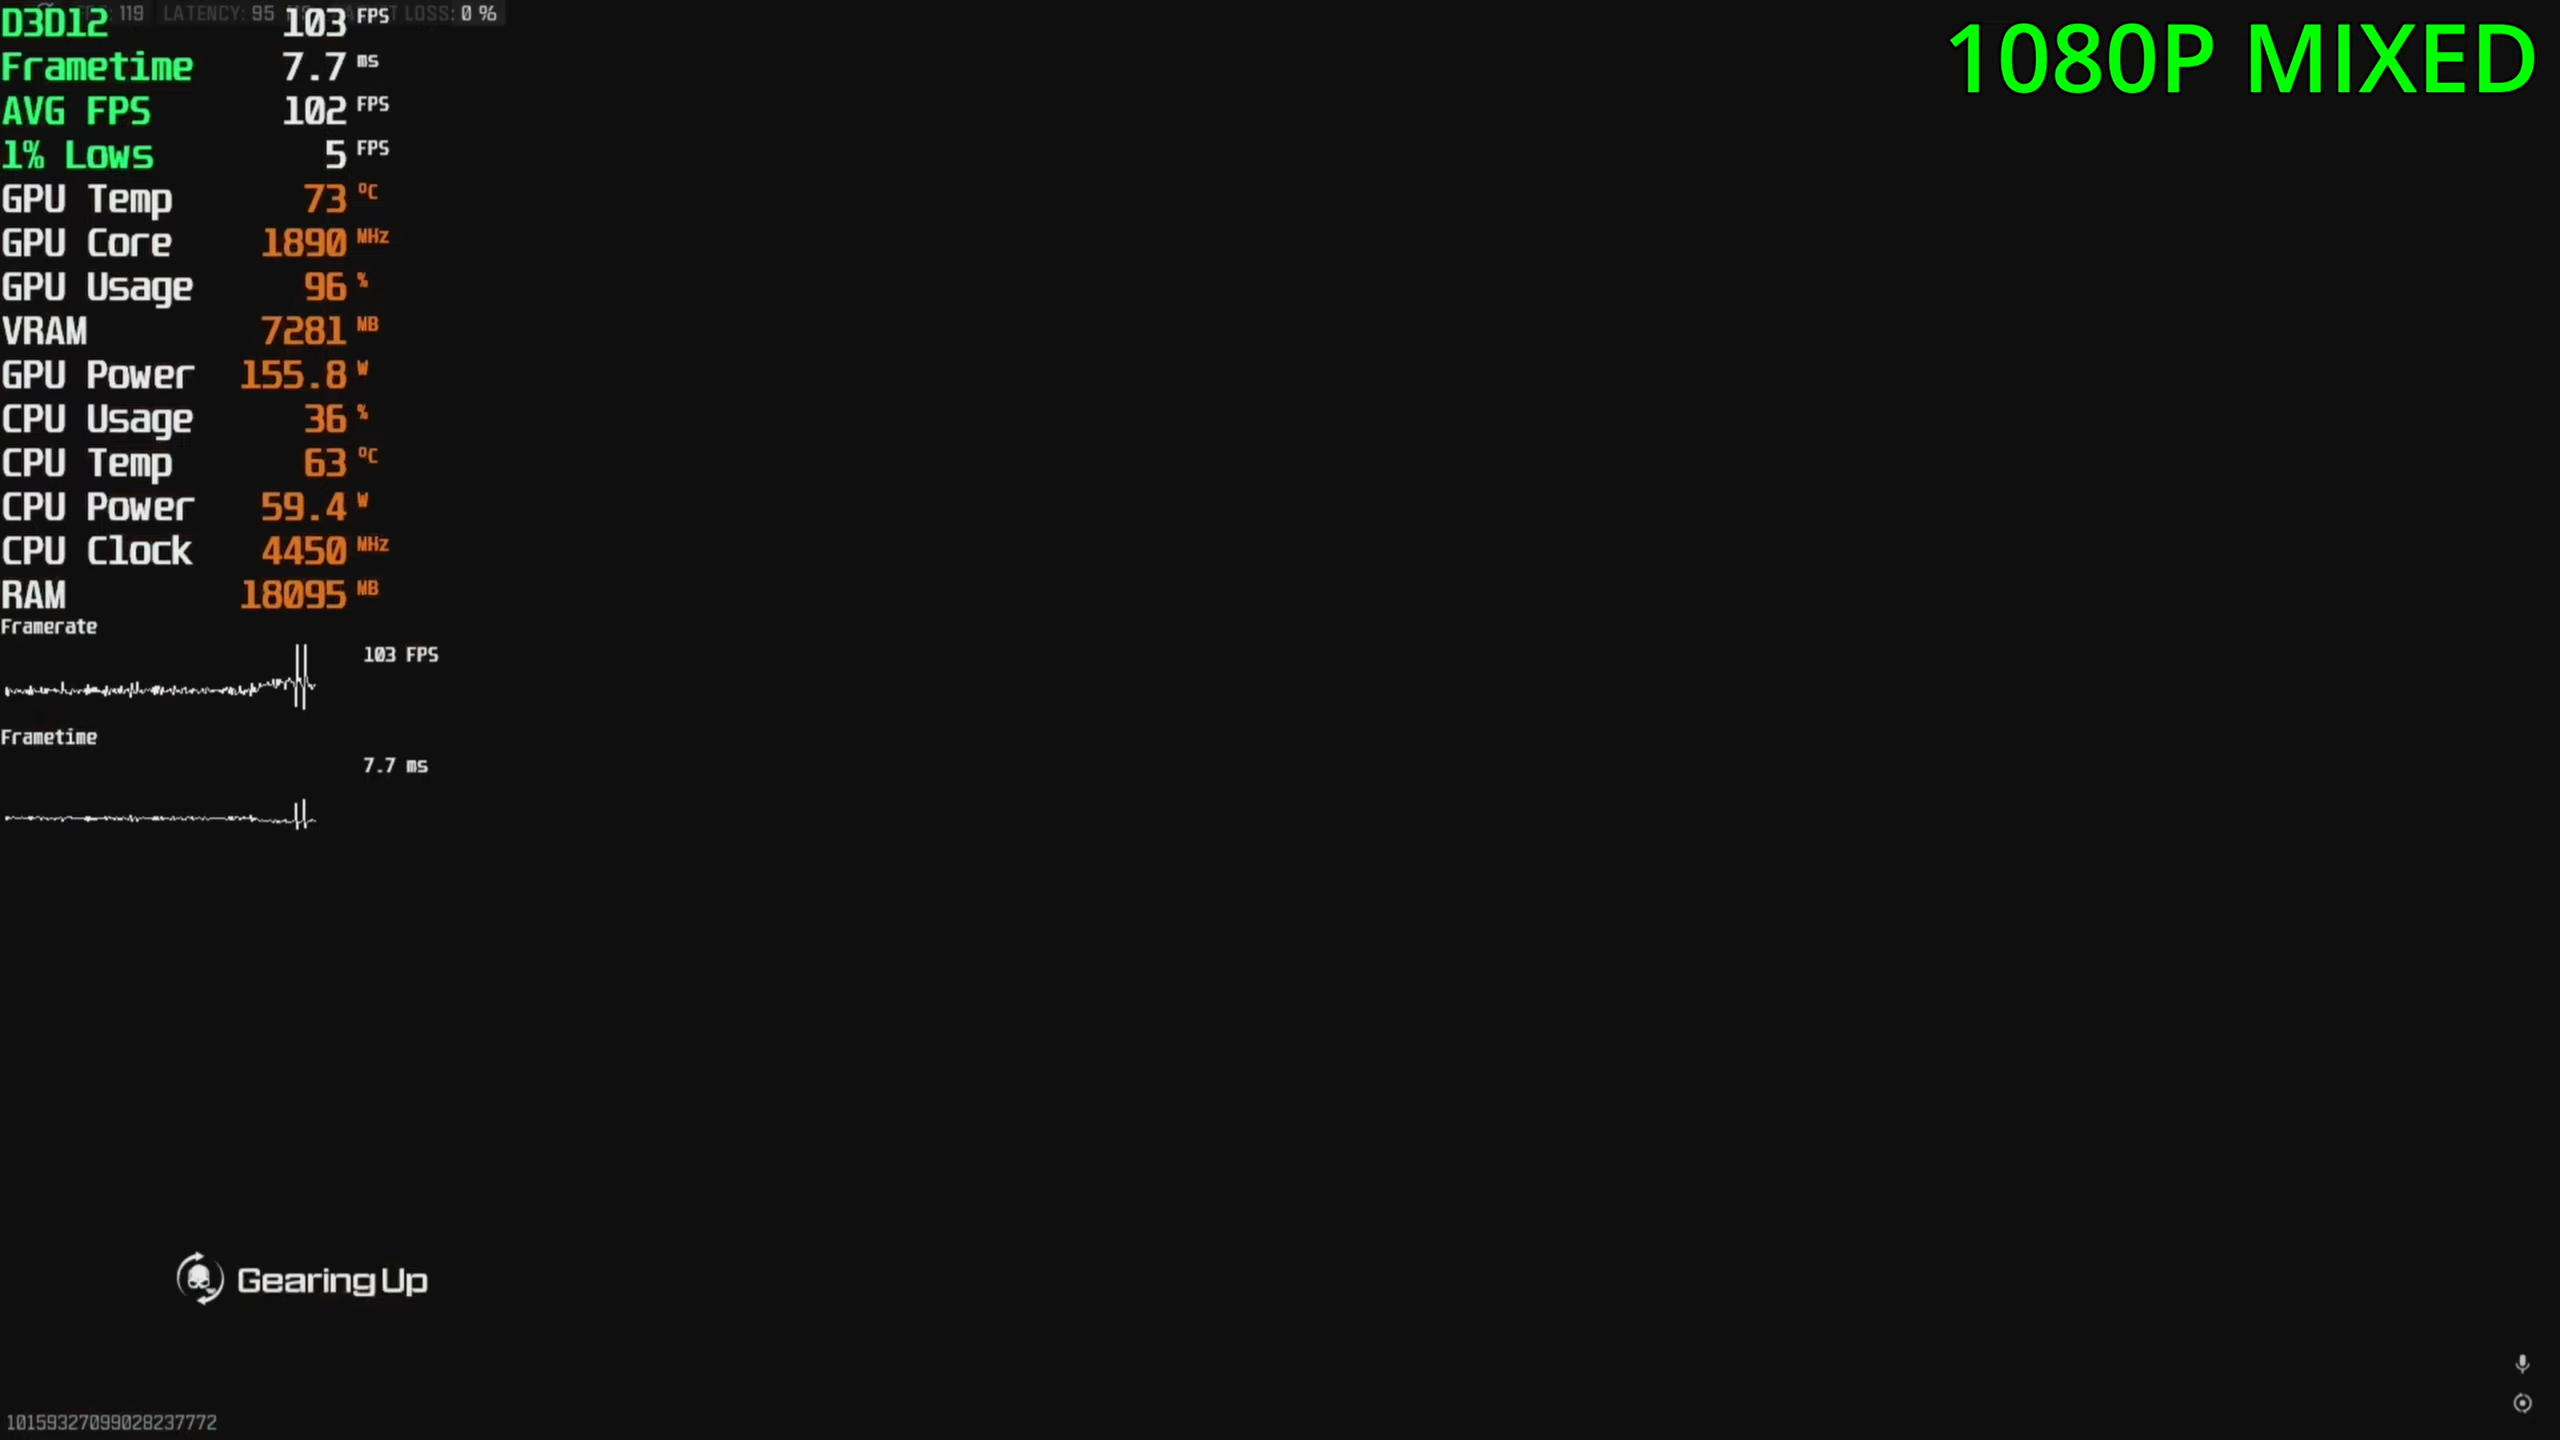 119 LATENCY: 95 LOSS: 0 %
1080P MIXED
D3D12 103 FPS
Frametime 7.7 ms
AVG FPS 102 FPS
1% Lows 5 FPS
GPU Temp 73 °C
GPU Core 1890 MHz
GPU Usage 96 %
VRAM 7281 MB
GPU Power 155.8 W
CPU Usage 36 %
CPU Temp 63 °C
CPU Power 59.4 W
CPU Clock 4450 MHz
RAM 18095 MB
Framerate
103 FPS
Frametime
7.7 ms
Gearing Up
10159327099028237772